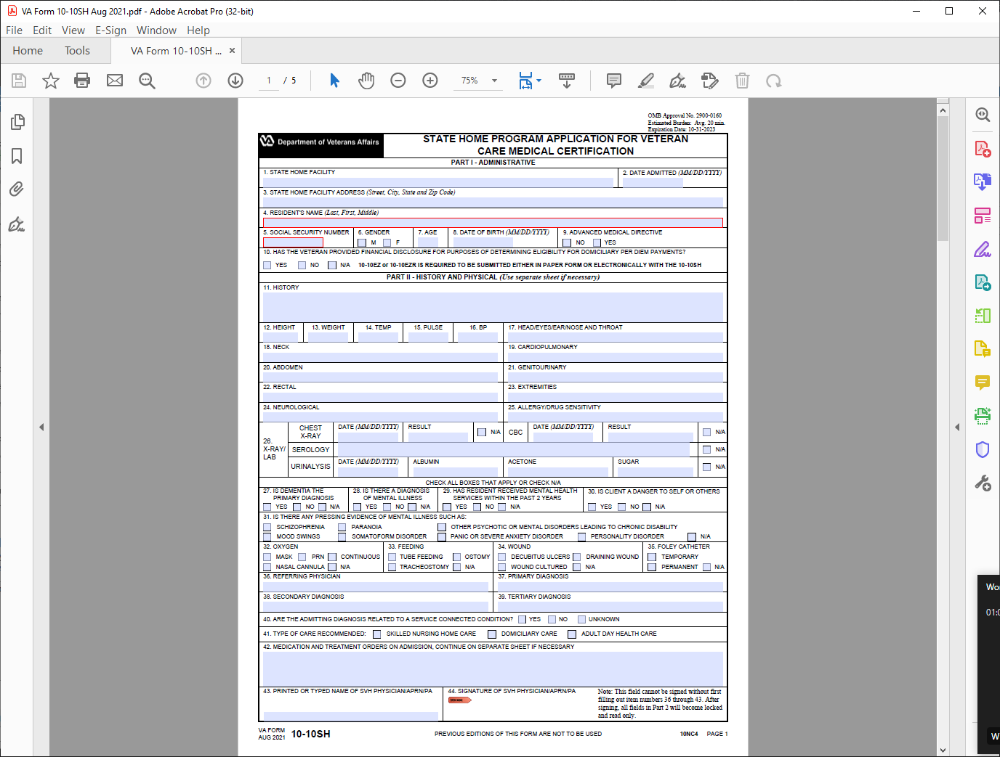 VA Form 10-10SH Aug 2021.pdf - Adobe Acrobat Pro (32-bit)
File Edit View E-Sign Window Help
Home Tools VA Form 10-10SH ... ×
1 / 5 75%
OMB Approval No. 2900-0160
Estimated Burden: Avg. 20 min.
Expiration Date: 10-31-2023
VA Department of Veterans Affairs
STATE HOME PROGRAM APPLICATION FOR VETERAN
CARE MEDICAL CERTIFICATION
PART I - ADMINISTRATIVE
1. STATE HOME FACILITY 2. DATE ADMITTED (MM/DD/YYYY)
3. STATE HOME FACILITY ADDRESS (Street, City, State and Zip Code)
4. RESIDENT'S NAME (Last, First, Middle)
5. SOCIAL SECURITY NUMBER 6. GENDER 7. AGE 8. DATE OF BIRTH (MM/DD/YYYY) 9. ADVANCED MEDICAL DIRECTIVE
M F NO YES
10. HAS THE VETERAN PROVIDED FINANCIAL DISCLOSURE FOR PURPOSES OF DETERMINING ELIGIBILITY FOR DOMICILIARY PER DIEM PAYMENTS?
YES NO N/A 10-10EZ or 10-10EZR IS REQUIRED TO BE SUBMITTED EITHER IN PAPER FORM OR ELECTRONICALLY WITH THE 10-10SH
PART II - HISTORY AND PHYSICAL (Use separate sheet if necessary)
11. HISTORY
12. HEIGHT 13. WEIGHT 14. TEMP 15. PULSE 16. BP 17. HEAD/EYES/EAR/NOSE AND THROAT
18. NECK 19. CARDIOPULMONARY
20. ABDOMEN 21. GENITOURINARY
22. RECTAL 23. EXTREMITIES
24. NEUROLOGICAL 25. ALLERGY/DRUG SENSITIVITY
26. X-RAY/ LAB
CHEST X-RAY DATE (MM/DD/YYYY) RESULT N/A CBC DATE (MM/DD/YYYY) RESULT N/A
SEROLOGY N/A
URINALYSIS DATE (MM/DD/YYYY) ALBUMIN ACETONE SUGAR N/A
CHECK ALL BOXES THAT APPLY OR CHECK N/A
27. IS DEMENTIA THE PRIMARY DIAGNOSIS 28. IS THERE A DIAGNOSIS OF MENTAL ILLNESS 29. HAS RESIDENT RECEIVED MENTAL HEALTH SERVICES WITHIN THE PAST 2 YEARS 30. IS CLIENT A DANGER TO SELF OR OTHERS
YES NO N/A YES NO N/A YES NO N/A YES NO N/A
31. IS THERE ANY PRESSING EVIDENCE OF MENTAL ILLNESS SUCH AS:
SCHIZOPHRENIA PARANOIA OTHER PSYCHOTIC OR MENTAL DISORDERS LEADING TO CHRONIC DISABILITY
MOOD SWINGS SOMATOFORM DISORDER PANIC OR SEVERE ANXIETY DISORDER PERSONALITY DISORDER N/A
32. OXYGEN 33. FEEDING 34. WOUND 35. FOLEY CATHETER
MASK PRN CONTINUOUS TUBE FEEDING OSTOMY DECUBITUS ULCERS DRAINING WOUND TEMPORARY
NASAL CANNULA N/A TRACHEOSTOMY N/A WOUND CULTURED N/A PERMANENT N/A
36. REFERRING PHYSICIAN 37. PRIMARY DIAGNOSIS
38. SECONDARY DIAGNOSIS 39. TERTIARY DIAGNOSIS
40. ARE THE ADMITTING DIAGNOSIS RELATED TO A SERVICE CONNECTED CONDITION? YES NO UNKNOWN
41. TYPE OF CARE RECOMMENDED: SKILLED NURSING HOME CARE DOMICILIARY CARE ADULT DAY HEALTH CARE
42. MEDICATION AND TREATMENT ORDERS ON ADMISSION, CONTINUE ON SEPARATE SHEET IF NECESSARY
43. PRINTED OR TYPED NAME OF SVH PHYSICIAN/APRN/PA 44. SIGNATURE OF SVH PHYSICIAN/APRN/PA
Note: This field cannot be signed without first
filling out item numbers 36 through 43. After
signing, all fields in Part 2 will become locked
and read only.
VA FORM
AUG 2021 10-10SH PREVIOUS EDITIONS OF THIS FORM ARE NOT TO BE USED 10NC4 PAGE 1